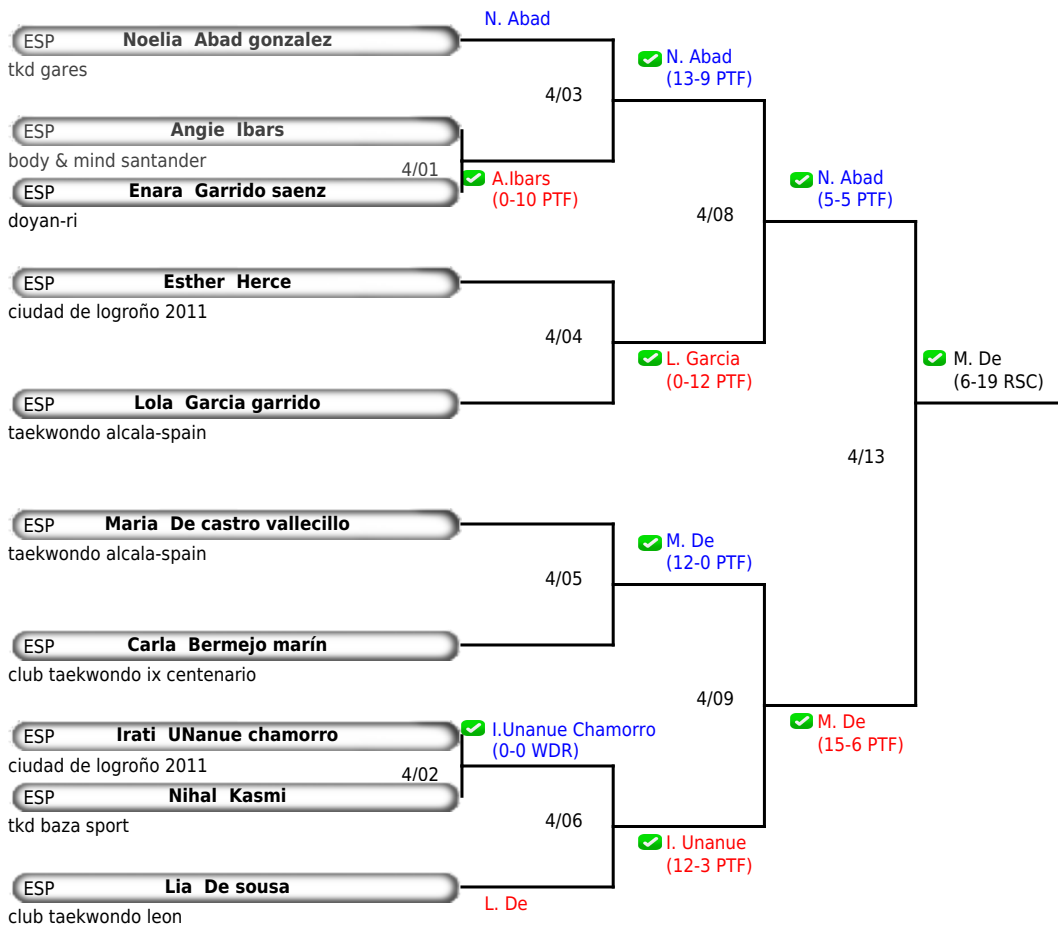 N. Abad
ESP Noelia Abad gonzalez
tkd gares
N. Abad
(13-9 PTF)
4/03
ESP Angie Ibars
body & mind santander
4/01
A.Ibars
(0-10 PTF)
ESP Enara Garrido saenz
doyan-ri
N. Abad
(5-5 PTF)
4/08
ESP Esther Herce
ciudad de logroño 2011
4/04
L. Garcia
(0-12 PTF)
M. De
(6-19 RSC)
ESP Lola Garcia garrido
taekwondo alcala-spain
4/13
ESP Maria De castro vallecillo
taekwondo alcala-spain
M. De
(12-0 PTF)
4/05
ESP Carla Bermejo marín
club taekwondo ix centenario
4/09
M. De
(15-6 PTF)
ESP Irati UNanue chamorro
ciudad de logroño 2011
I.Unanue Chamorro
(0-0 WDR)
4/02
ESP Nihal Kasmi
tkd baza sport
4/06
I. Unanue
(12-3 PTF)
ESP Lia De sousa
club taekwondo leon
L. De